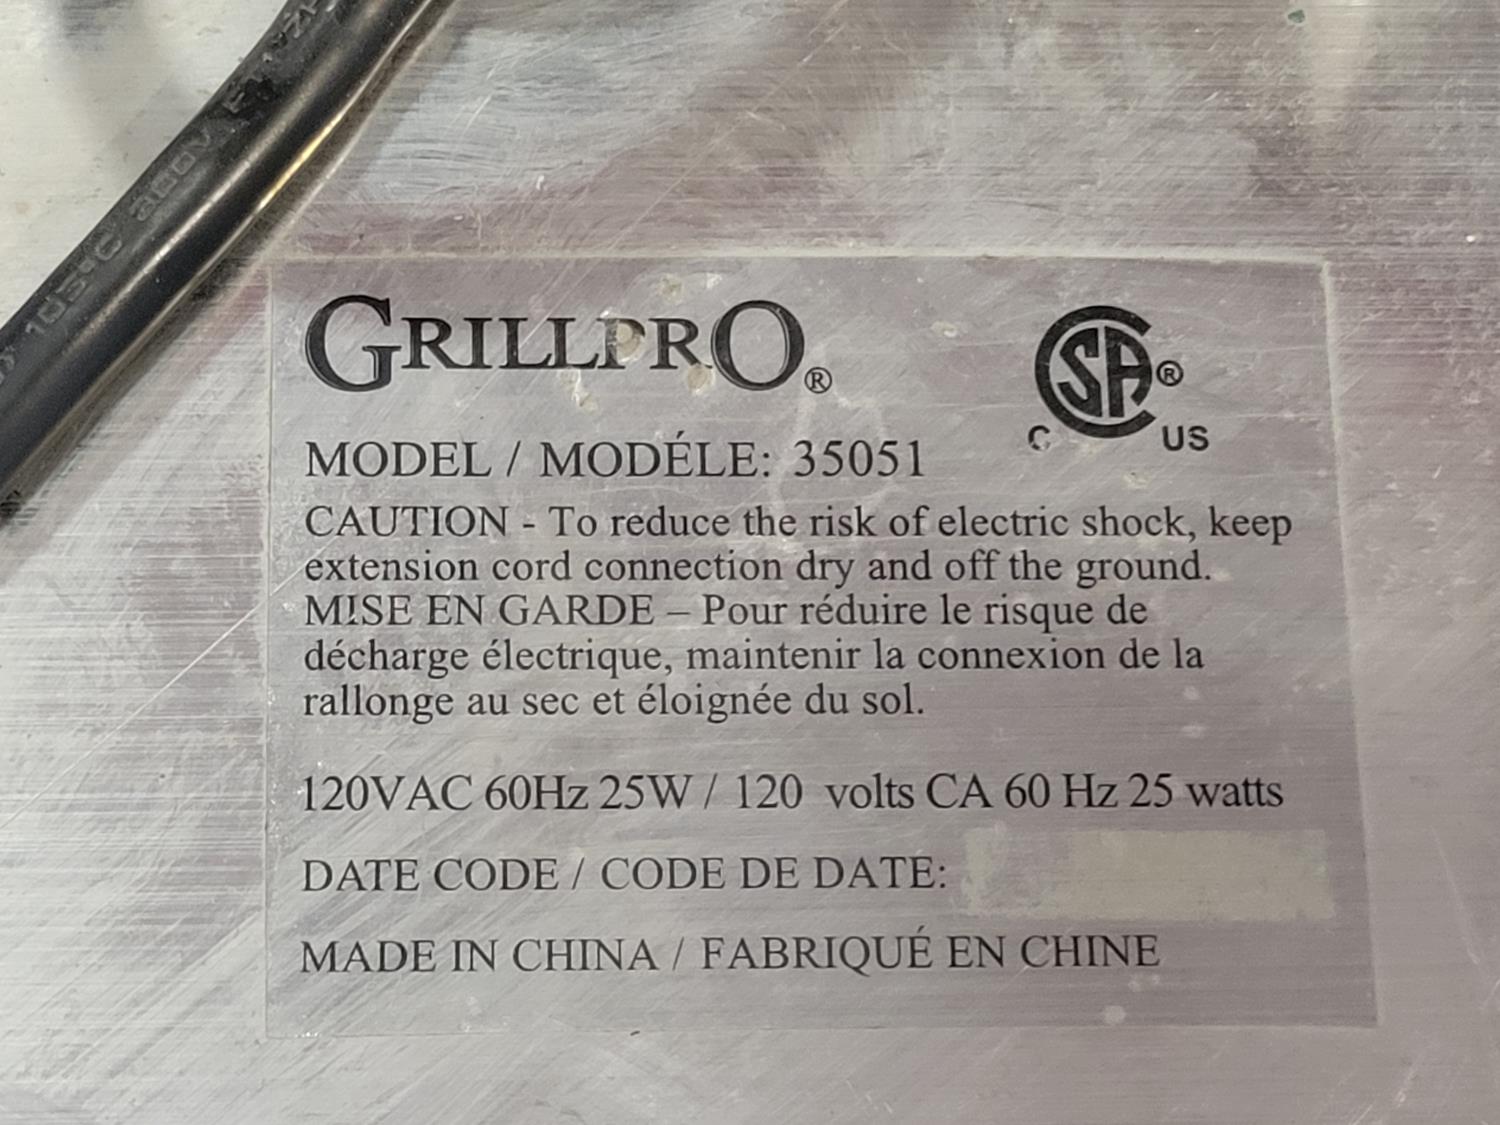 105°C 300V
GRILLPRO®
CSA®
C US
MODEL / MODÉLE: 35051
CAUTION - To reduce the risk of electric shock, keep
extension cord connection dry and off the ground.
MISE EN GARDE – Pour réduire le risque de
décharge électrique, maintenir la connexion de la
rallonge au sec et éloignée du sol.
120VAC 60Hz 25W / 120 volts CA 60 Hz 25 watts
DATE CODE / CODE DE DATE:
MADE IN CHINA / FABRIQUÉ EN CHINE